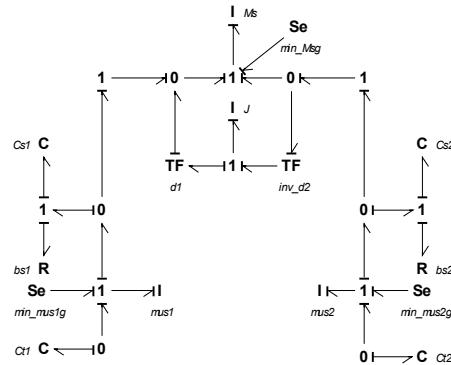 I Ms
Se
min_Msg
1 0 1 0 1
I J
Cs1 C
C Cs2
TF 1 TF
d1 inv_d2
1 0
0 1
bs1 R
R bs2
Se 1 I
I 1 Se
min_mus1g mus1
mus2 min_mus2g
Ct1 C 0
0 C Ct2